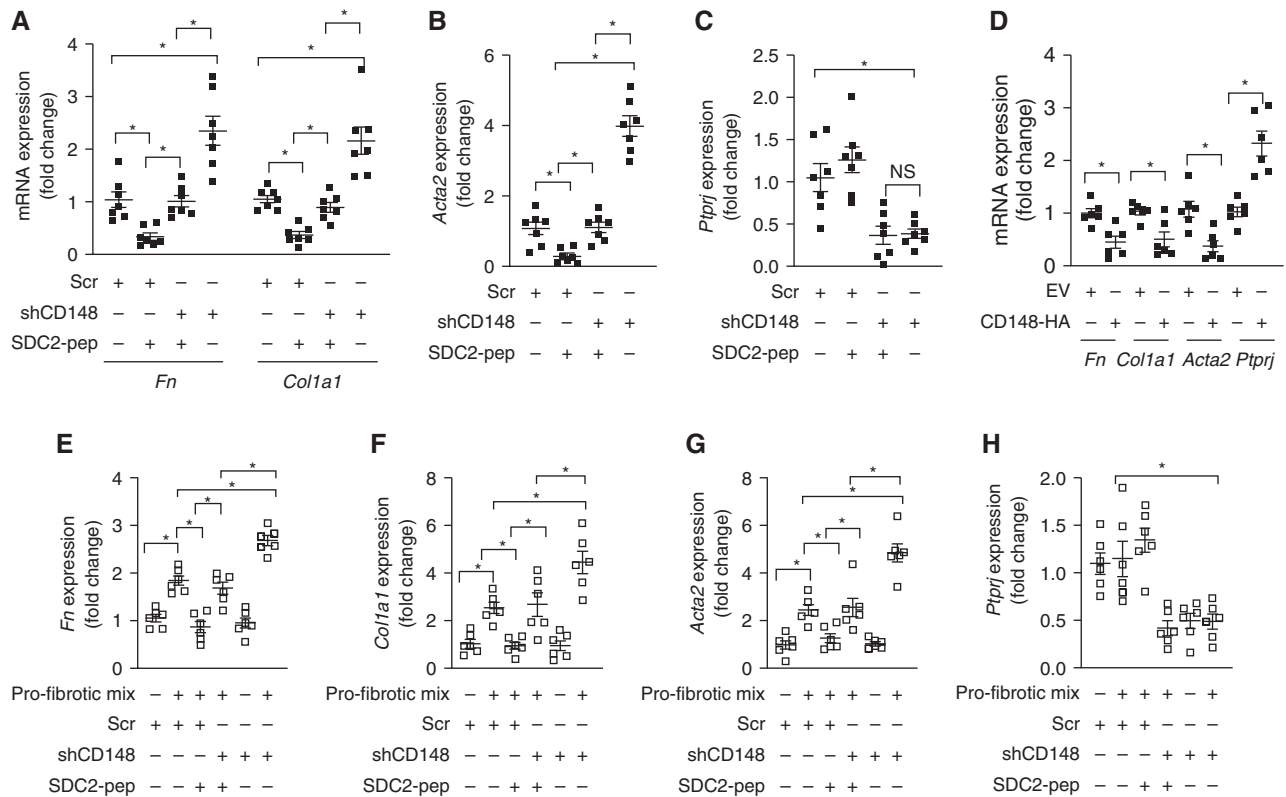 A
mRNA expression
(fold change)
4
3
2
1
0
* * * * * * * *
Scr + + – – + + – –
shCD148 – – + + – – + +
SDC2-pep – + + – – + + –
Fn Col1a1
B
Acta2 expression
(fold change)
6
4
2
0
* * * *
Scr + + – –
shCD148 – – + +
SDC2-pep – + + –
C
Ptprj expression
(fold change)
2.5
2.0
1.5
1.0
0.5
0.0
*
NS
Scr + + – –
shCD148 – – + +
SDC2-pep – + + –
D
mRNA expression
(fold change)
4
3
2
1
0
* * * *
EV + – + – + – + –
CD148-HA – + – + – + – +
Fn Col1a1 Acta2 Ptprj
E
Fn expression
(fold change)
4
3
2
1
0
* * * * *
Pro-fibrotic mix – + + + – +
Scr + + + – – –
shCD148 – – – + + +
SDC2-pep – – + + – –
F
Col1a1 expression
(fold change)
8
6
4
2
0
* * * * *
Pro-fibrotic mix – + + + – +
Scr + + + – – –
shCD148 – – – + + +
SDC2-pep – – + + – –
G
Acta2 expression
(fold change)
8
6
4
2
0
* * * * *
Pro-fibrotic mix – + + + – +
Scr + + + – – –
shCD148 – – – + + +
SDC2-pep – – + + – –
H
Ptprj expression
(fold change)
2.0
1.5
1.0
0.5
0.0
*
Pro-fibrotic mix – + + + – +
Scr + + + – – –
shCD148 – – – + + +
SDC2-pep – – + + – –